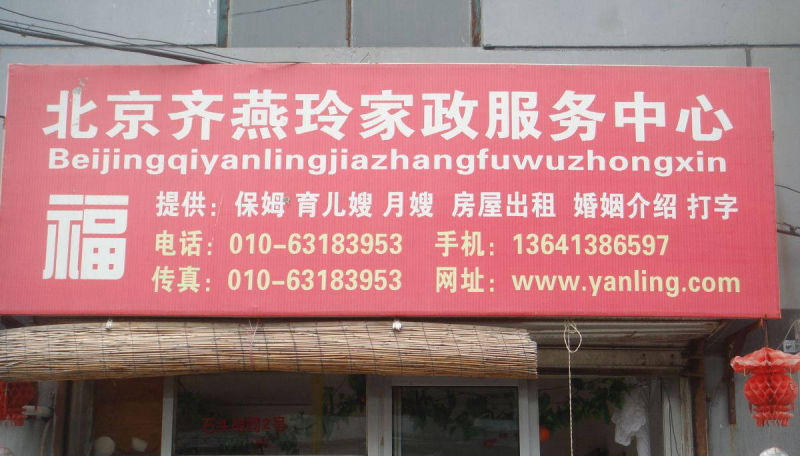 北京齐燕玲家政服务中心
Beijingqiyanlingjiazhangfuwuzhongxin
福
提供：保姆 育儿嫂 月嫂 房屋出租 婚姻介绍 打字
电话：010-63183953 手机：13641386597
传真：010-63183953 网址：www.yanling.com